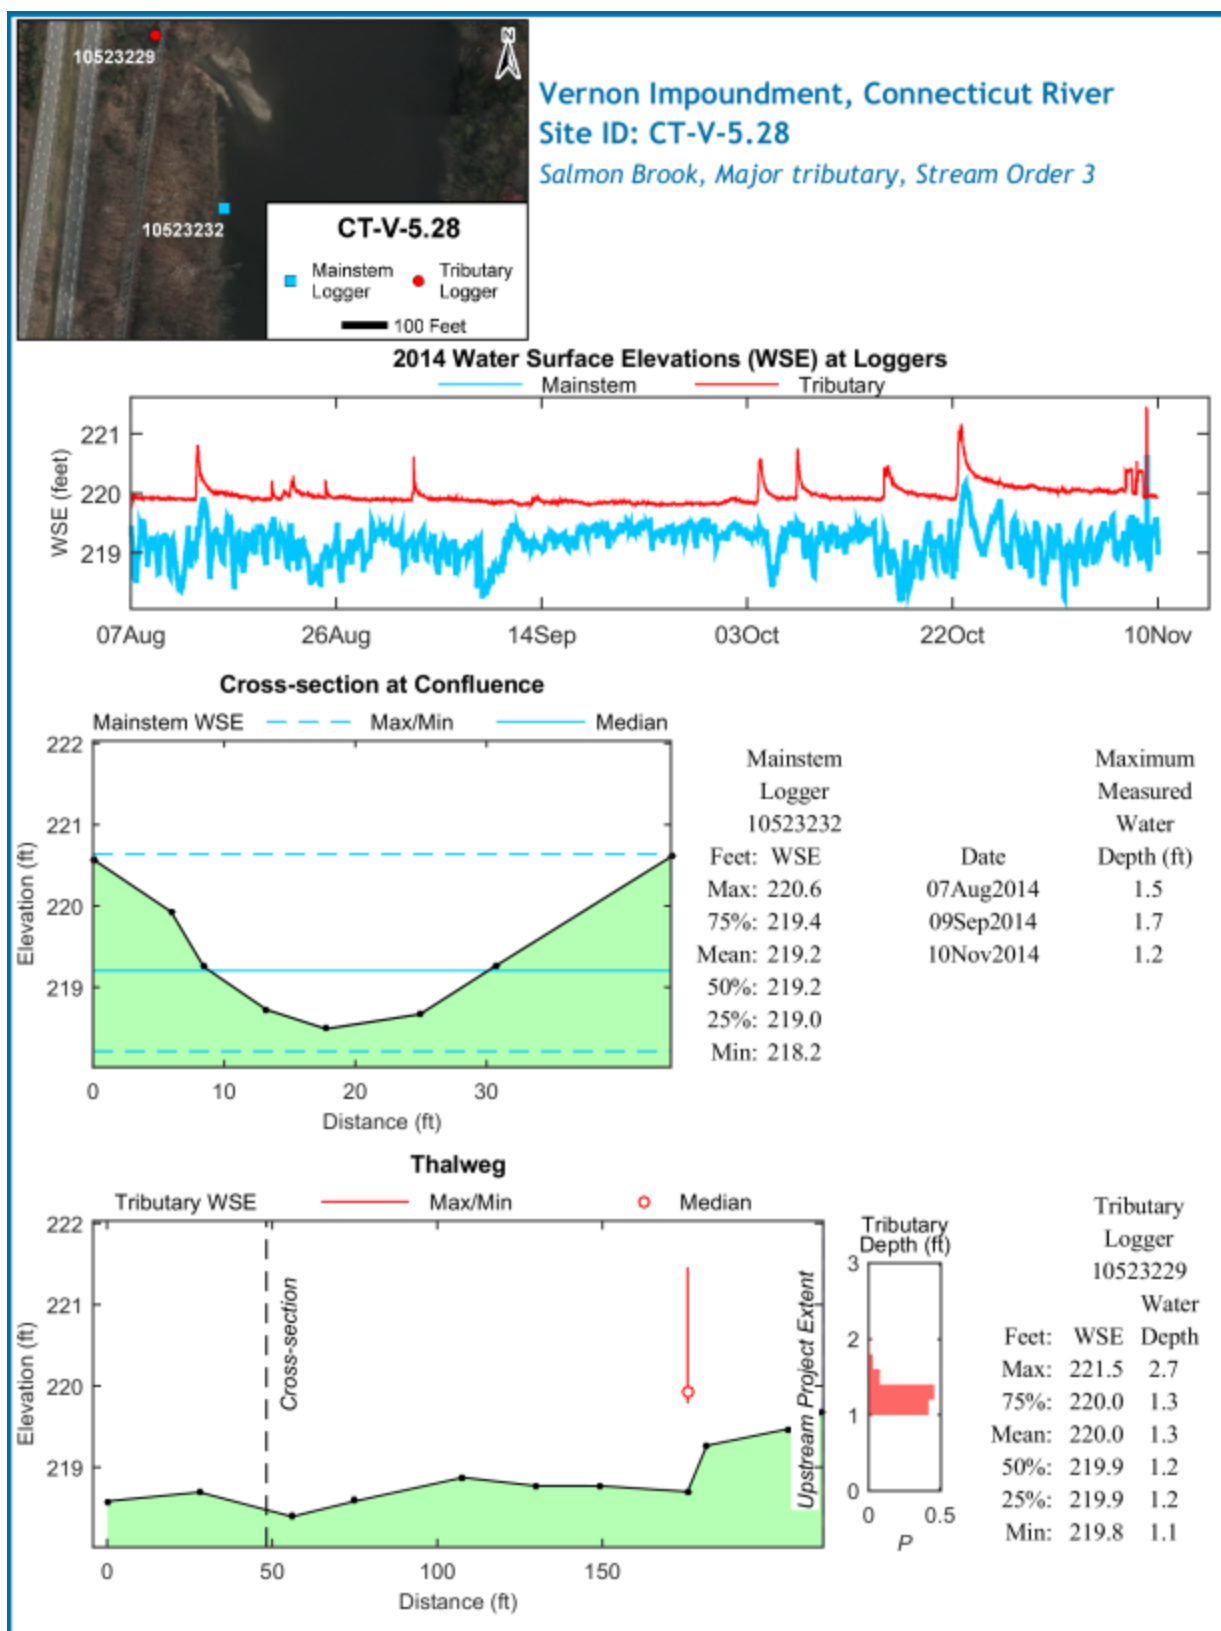 10523229
N
10523232
CT-V-5.28
Mainstem Logger
Tributary Logger
100 Feet
Vernon Impoundment, Connecticut River
Site ID: CT-V-5.28
Salmon Brook, Major tributary, Stream Order 3
2014 Water Surface Elevations (WSE) at Loggers
Mainstem Tributary
WSE (feet)
221
220
219
07Aug 26Aug 14Sep 03Oct 22Oct 10Nov
Cross-section at Confluence
Mainstem WSE Max/Min Median
Elevation (ft)
222
221
220
219
0 10 20 30
Distance (ft)
Mainstem
Logger
10523232
Feet: WSE
Max: 220.6
75%: 219.4
Mean: 219.2
50%: 219.2
25%: 219.0
Min: 218.2
Maximum
Measured
Water
Date Depth (ft)
07Aug2014 1.5
09Sep2014 1.7
10Nov2014 1.2
Thalweg
Tributary WSE Max/Min Median
Elevation (ft)
222
221
220
219
Cross-section
Upstream Project Extent
0 50 100 150
Distance (ft)
Tributary
Depth (ft)
3
2
1
0
0 0.5
P
Tributary
Logger
10523229
Water
Feet: WSE Depth
Max: 221.5 2.7
75%: 220.0 1.3
Mean: 220.0 1.3
50%: 219.9 1.2
25%: 219.9 1.2
Min: 219.8 1.1